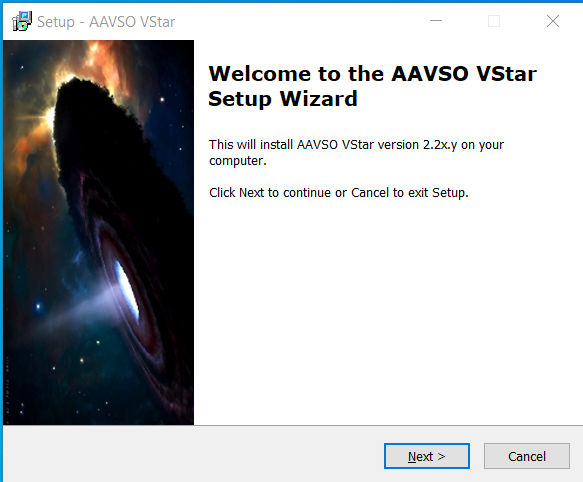 Setup - AAVSO VStar
Welcome to the AAVSO VStar
Setup Wizard
This will install AAVSO VStar version 2.2x.y on your
computer.
Click Next to continue or Cancel to exit Setup.
Next >
Cancel